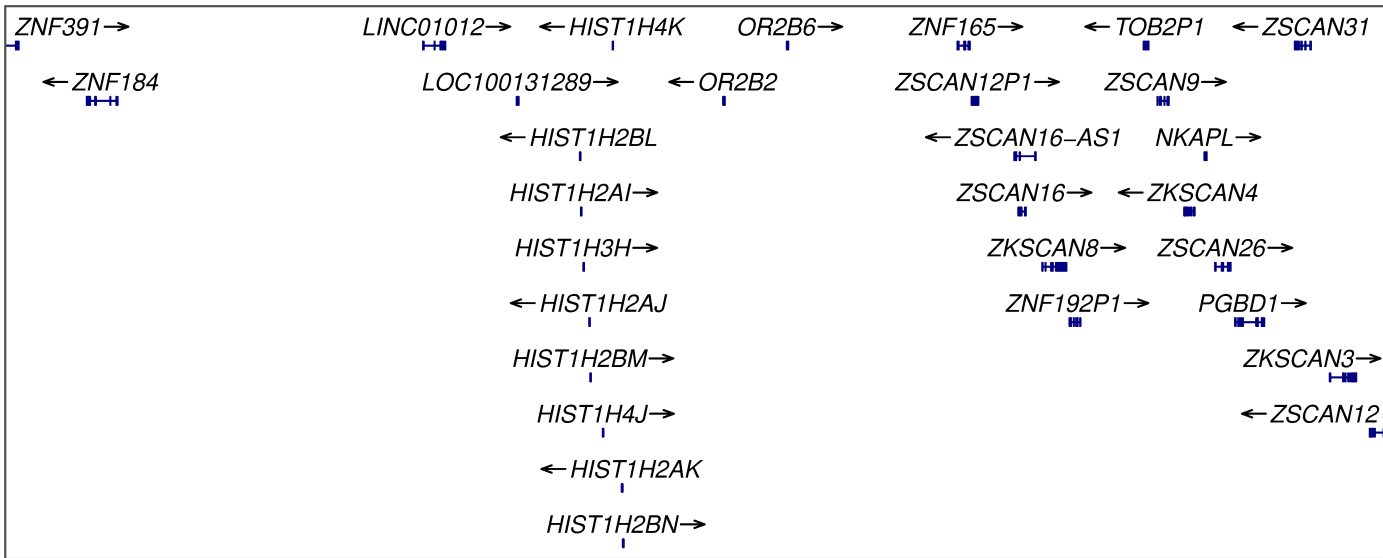 ZNF391→ LINC01012→ ←HIST1H4K OR2B6→ ZNF165→ ←TOB2P1 ←ZSCAN31
←ZNF184 LOC100131289→ ←OR2B2 ZSCAN12P1→ ZSCAN9→
←HIST1H2BL ←ZSCAN16−AS1 NKAPL→
HIST1H2AI→ ZSCAN16→ ←ZKSCAN4
HIST1H3H→ ZKSCAN8→ ZSCAN26→
←HIST1H2AJ ZNF192P1→ PGBD1→
HIST1H2BM→ ZKSCAN3→
HIST1H4J→ ←ZSCAN12
←HIST1H2AK
HIST1H2BN→